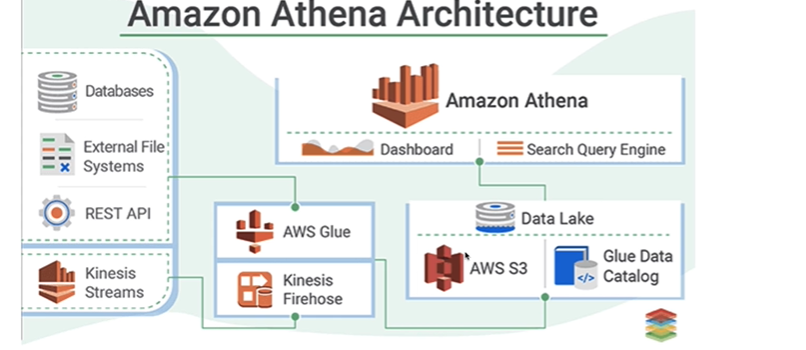 Amazon Athena Architecture
Databases
External File
Systems
REST API
Kinesis
Streams
AWS Glue
Kinesis
Firehose
Amazon Athena
Dashboard
Search Query Engine
Data Lake
AWS S3
Glue Data
Catalog
</>